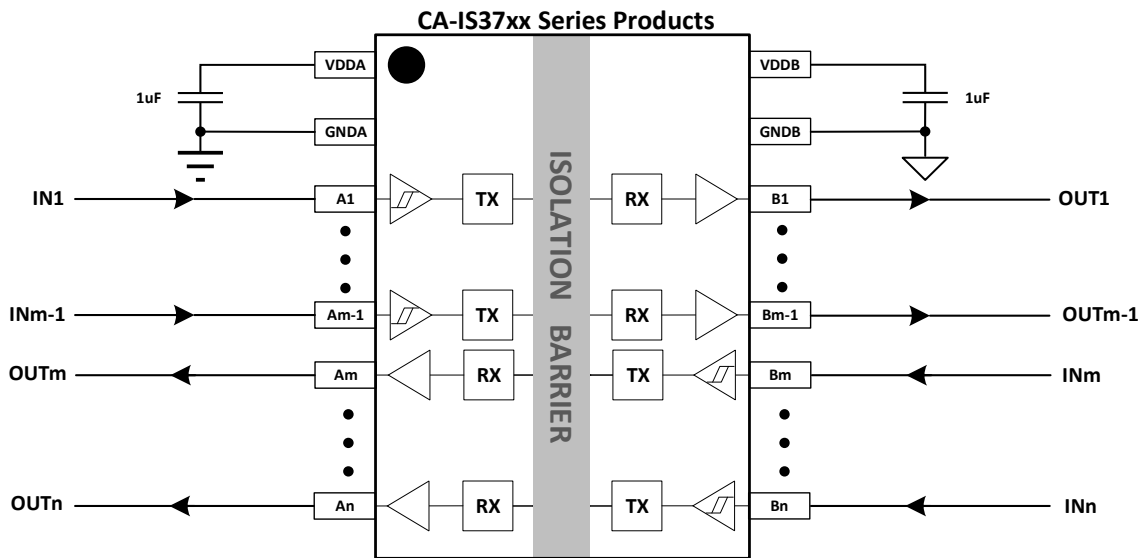 CA-IS37xx Series Products
VDDA
VDDB
1uF
1uF
GNDA
GNDB
ISOLATION BARRIER
IN1
A1
TX
RX
B1
OUT1
INm-1
Am-1
TX
RX
Bm-1
OUTm-1
OUTm
Am
RX
TX
Bm
INm
OUTn
An
RX
TX
Bn
INn